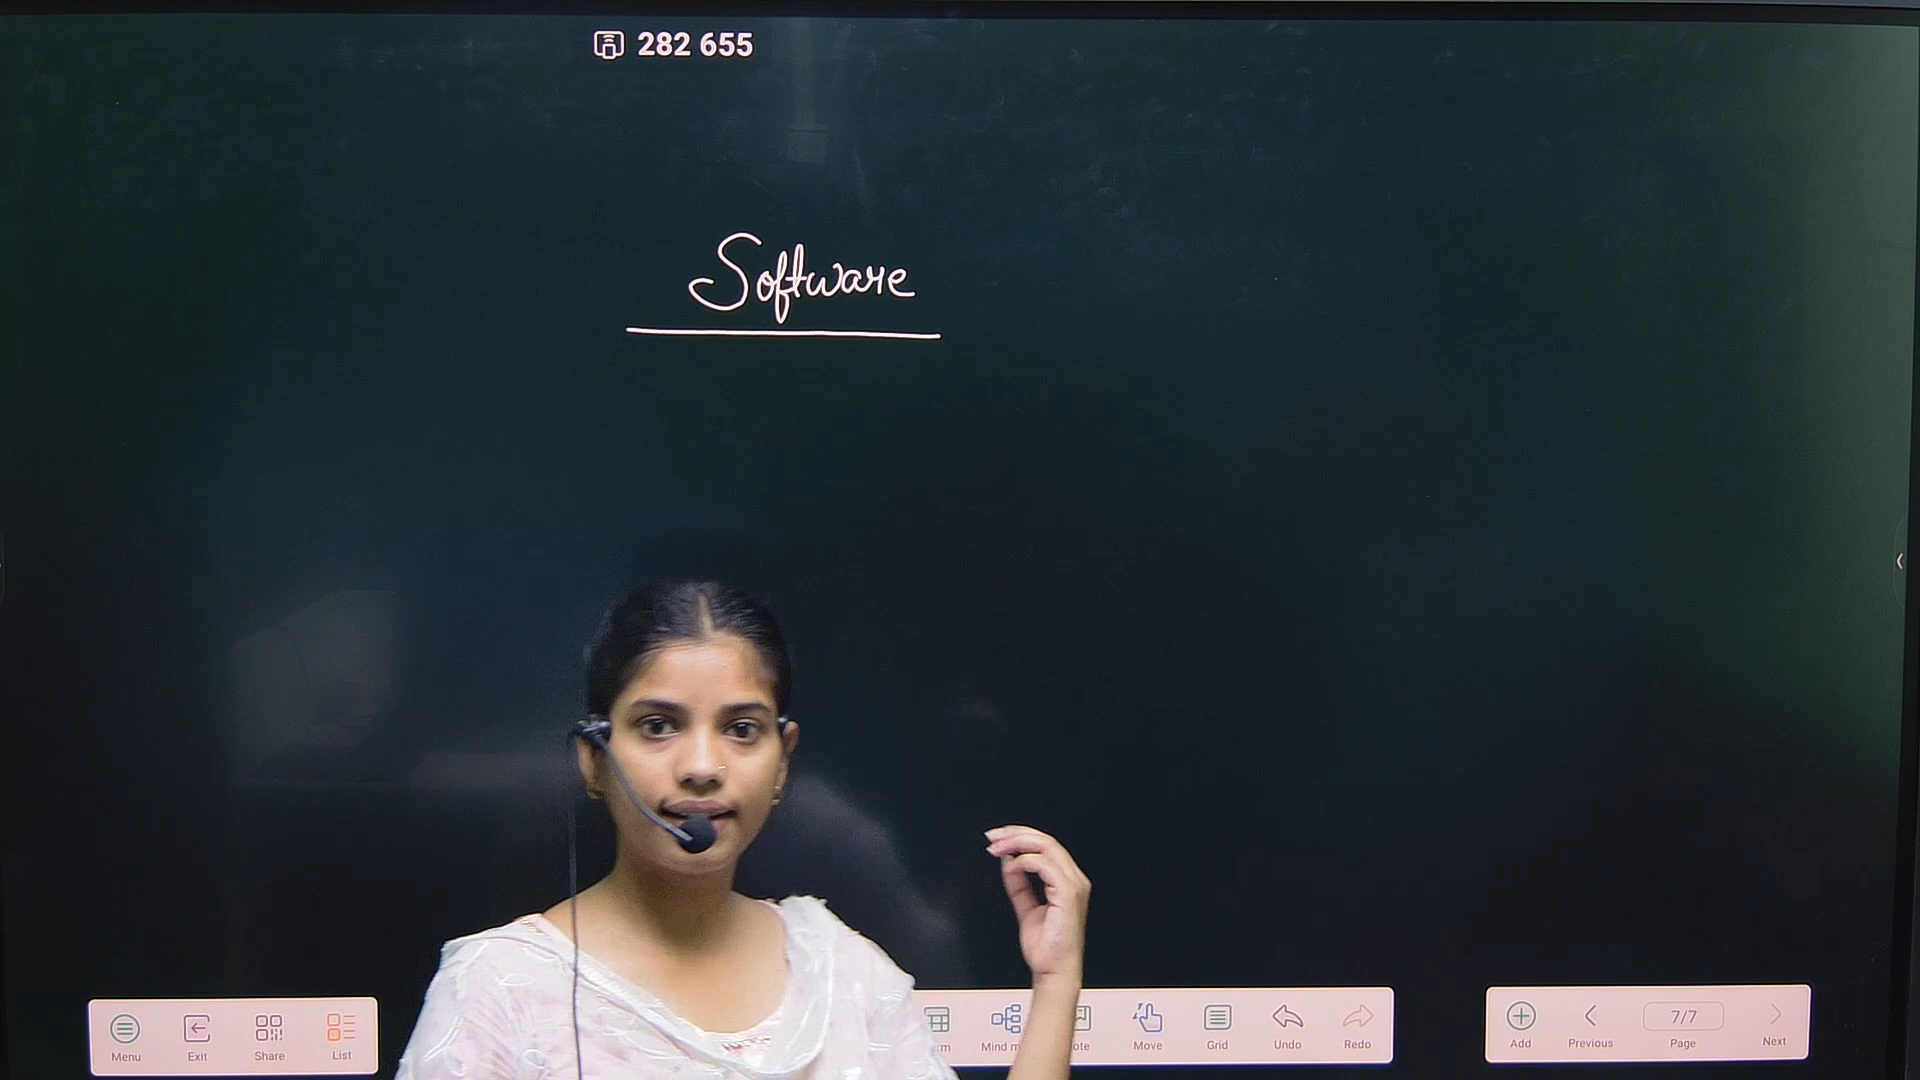 282 655
Software
Menu Exit Share List
Mind Move Grid Undo Redo
Add Previous 7/7 Page Next